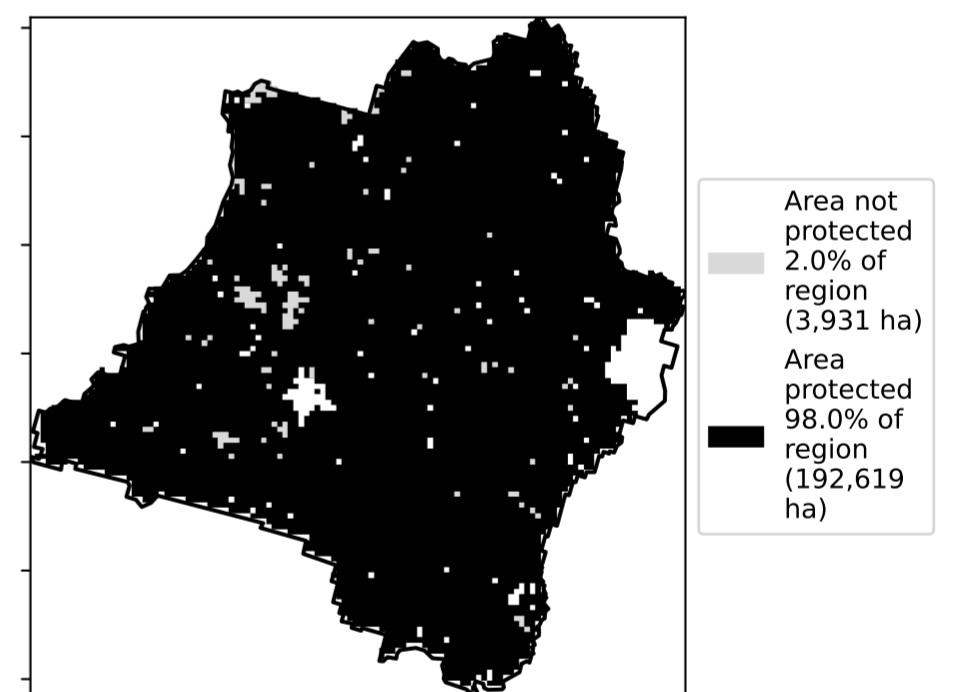 Area not
protected
2.0% of
region
(3,931 ha)
Area
protected
98.0% of
region
(192,619
ha)